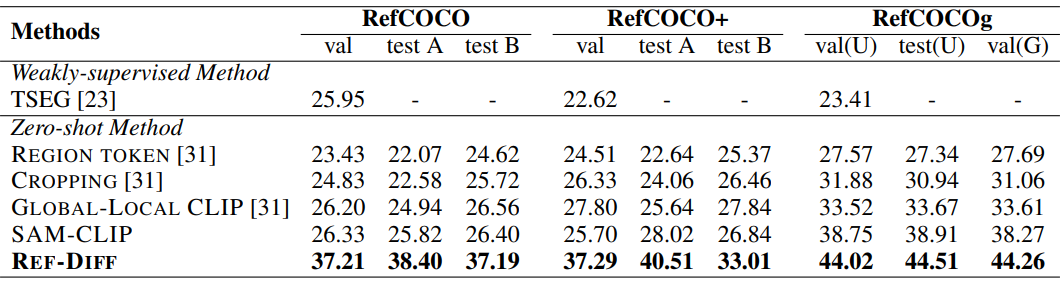 Methods RefCOCO RefCOCO+ RefCOCOg
val test A test B val test A test B val(U) test(U) val(G)
Weakly-supervised Method
TSEG [23] 25.95 - - 22.62 - - 23.41 - -
Zero-shot Method
REGION TOKEN [31] 23.43 22.07 24.62 24.51 22.64 25.37 27.57 27.34 27.69
CROPPING [31] 24.83 22.58 25.72 26.33 24.06 26.46 31.88 30.94 31.06
GLOBAL-LOCAL CLIP [31] 26.20 24.94 26.56 27.80 25.64 27.84 33.52 33.67 33.61
SAM-CLIP 26.33 25.82 26.40 25.70 28.02 26.84 38.75 38.91 38.27
REF-DIFF 37.21 38.40 37.19 37.29 40.51 33.01 44.02 44.51 44.26